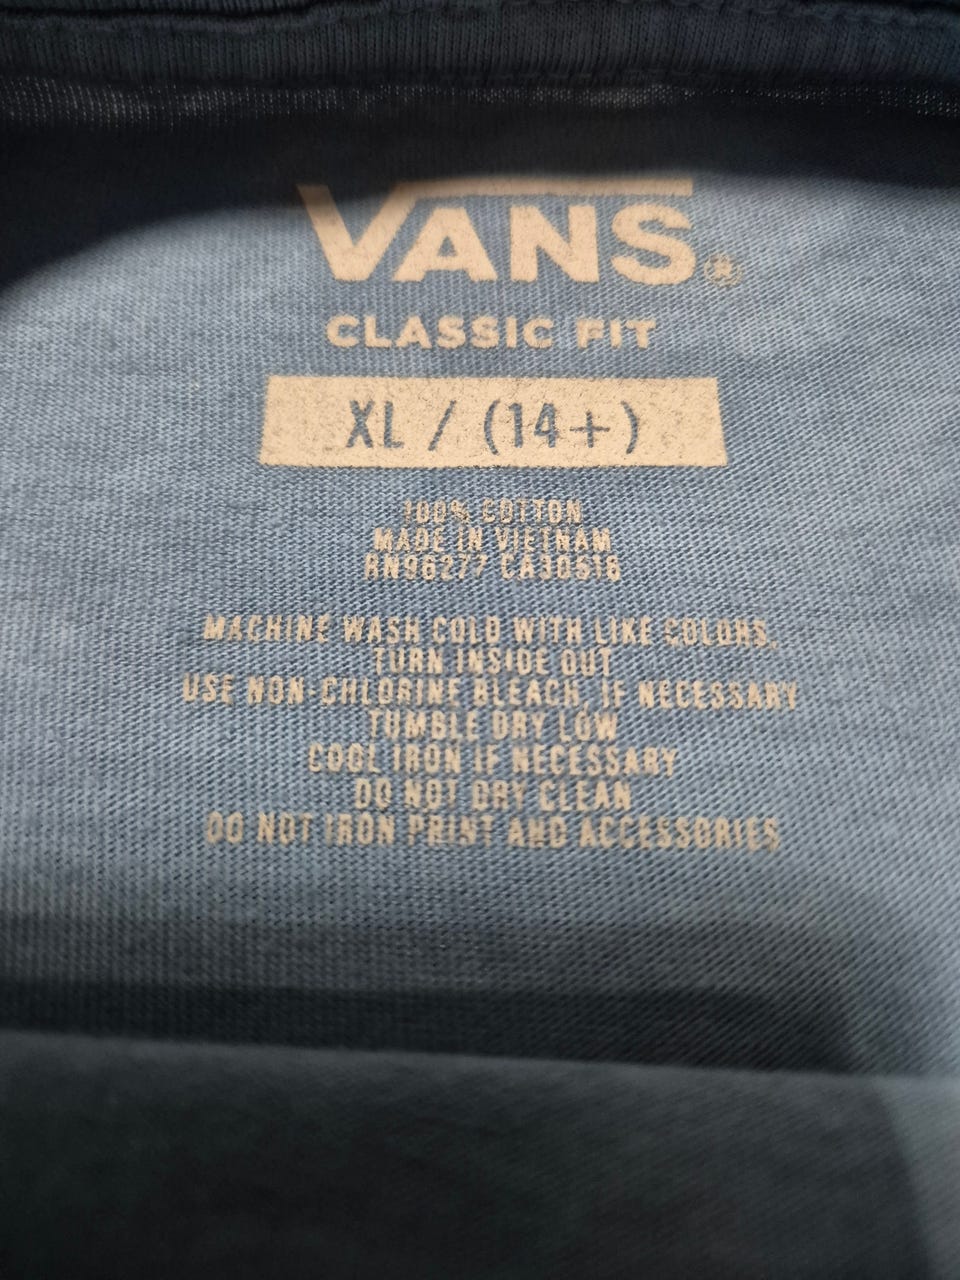 VANS®
CLASSIC FIT
XL / (14+)
100% COTTON
MADE IN VIETNAM
RN96277 CA30516
MACHINE WASH COLD WITH LIKE COLORS,
TURN INSIDE OUT
USE NON-CHLORINE BLEACH, IF NECESSARY
TUMBLE DRY LOW
COOL IRON IF NECESSARY
DO NOT DRY CLEAN
DO NOT IRON PRINT AND ACCESSORIES